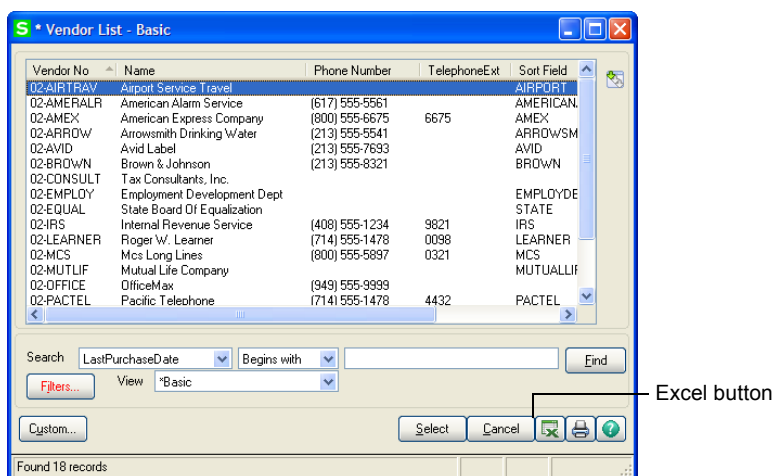 S * Vendor List - Basic
Vendor No Name Phone Number TelephoneExt Sort Field
02-AIRTRAV Airport Service Travel AIRPORT
02-AMERALR American Alarm Service (617) 555-5561 AMERICAN
02-AMEX American Express Company (800) 555-6675 6675 AMEX
02-ARROW Arrowsmith Drinking Water (213) 555-5541 ARROWSM
02-AVID Avid Label (213) 555-7693 AVID
02-BROWN Brown & Johnson (213) 555-8321 BROWN
02-CONSULT Tax Consultants, Inc.
02-EMPLOY Employment Development Dept EMPLOYDE
02-EQUAL State Board Of Equalization STATE
02-IRS Internal Revenue Service (408) 555-1234 9821 IRS
02-LEARNER Roger W. Learner (714) 555-1478 0098 LEARNER
02-MCS Mcs Long Lines (800) 555-5897 0321 MCS
02-MUTLIF Mutual Life Company MUTUALLIF
02-OFFICE OfficeMax (949) 555-9999
02-PACTEL Pacific Telephone (714) 555-1478 4432 PACTEL
Search LastPurchaseDate Begins with Find
Filters... View *Basic
Excel button
Custom... Select Cancel
Found 18 records